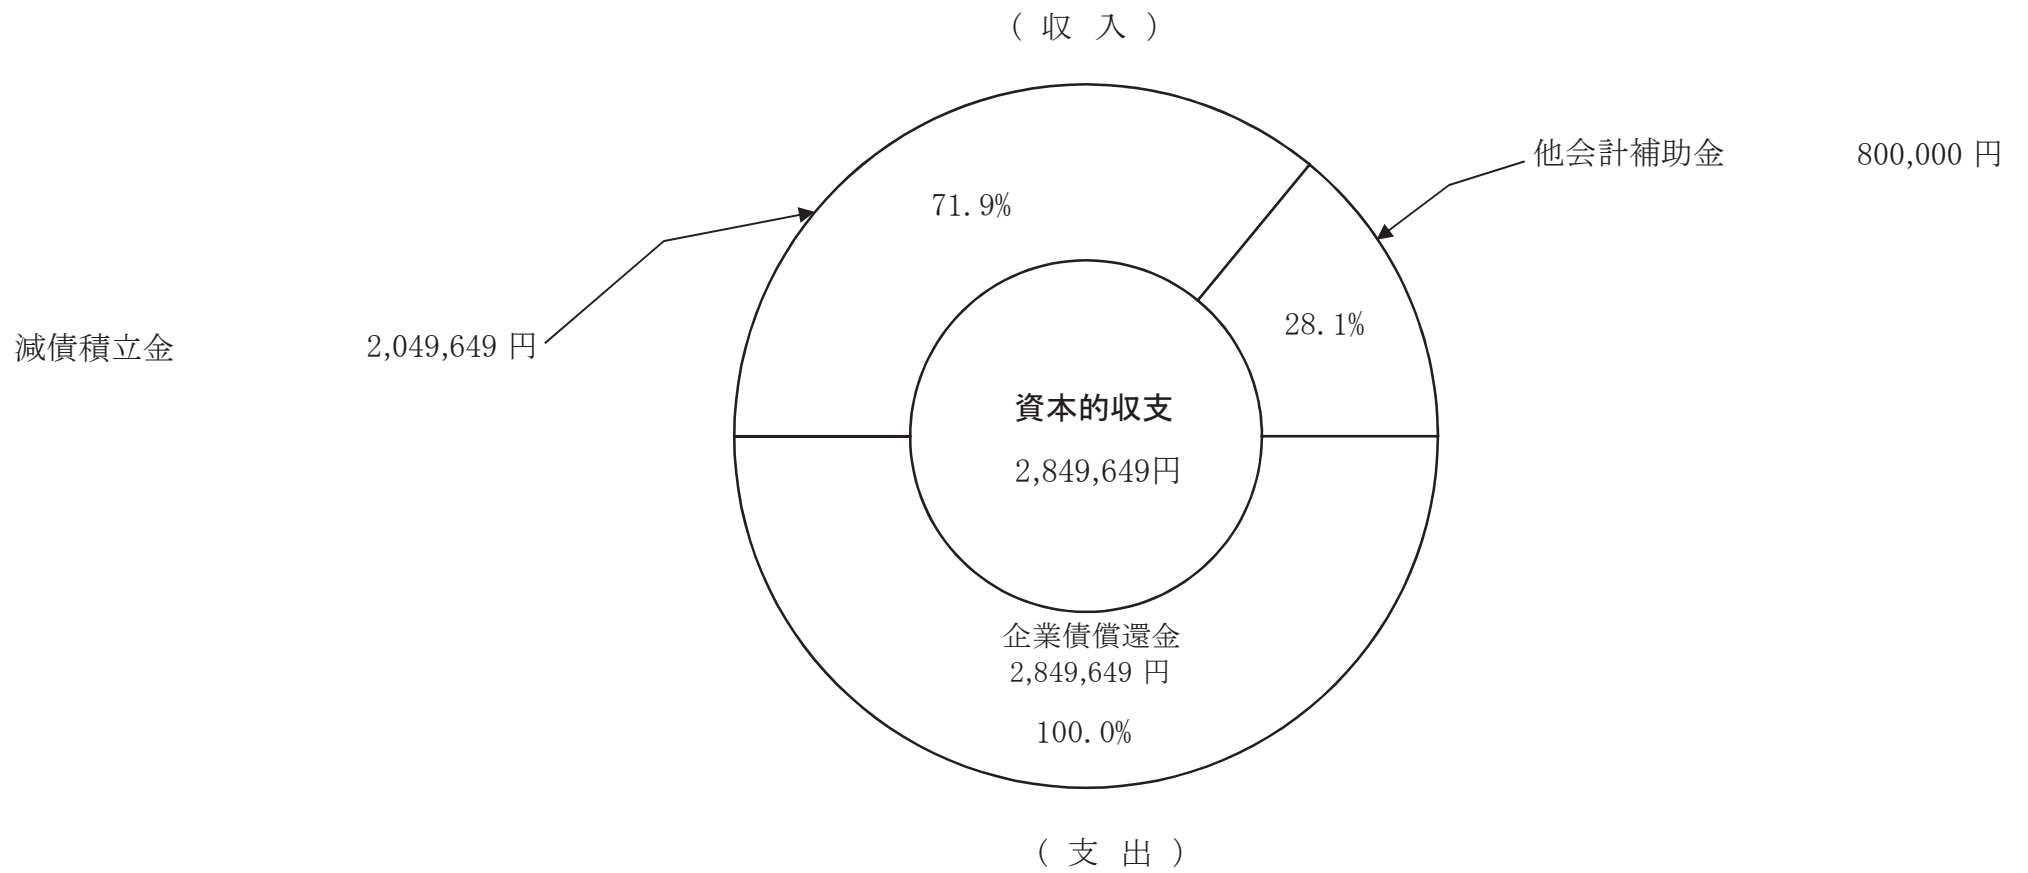 （ 収 入 ）
他会計補助金 800,000 円
71.9%
28.1%
減債積立金 2,049,649 円
資本的収支
2,849,649円
企業債償還金
2,849,649 円
100.0%
（ 支 出 ）